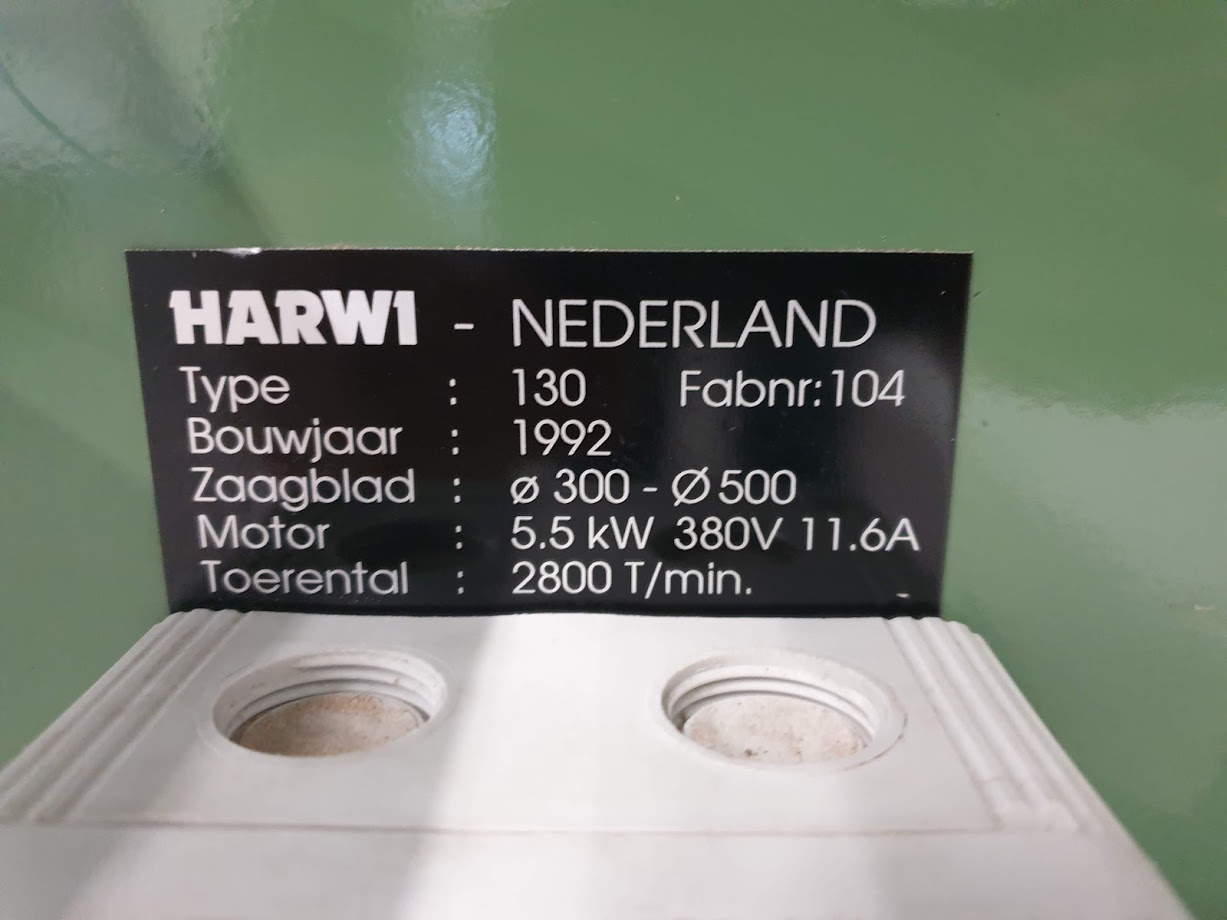 HARWI - NEDERLAND
Type : 130 Fabnr:104
Bouwjaar : 1992
Zaagblad : ø 300 - Ø 500
Motor : 5.5 kW 380V 11.6A
Toerental : 2800 T/min.